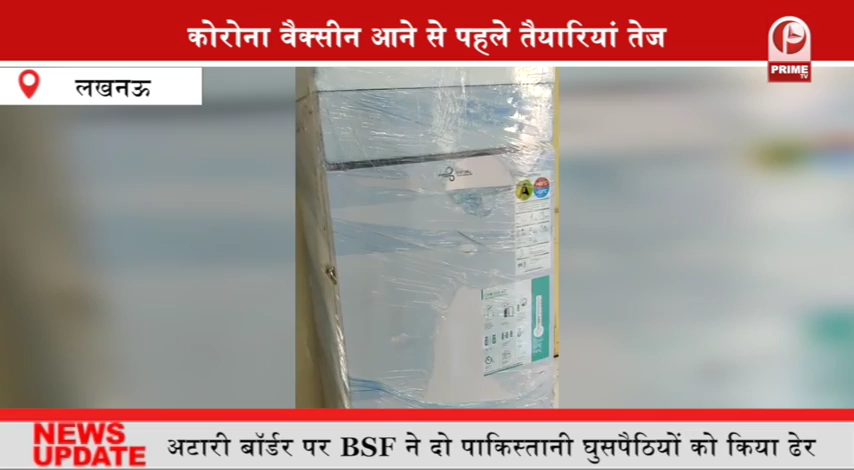 कोरोना वैक्सीन आने से पहले तैयारियां तेज
PRIME
TV
लखनऊ
NEWS
UPDATE
अटारी बॉर्डर पर BSF ने दो पाकिस्तानी घुसपैठियों को किया ढेर